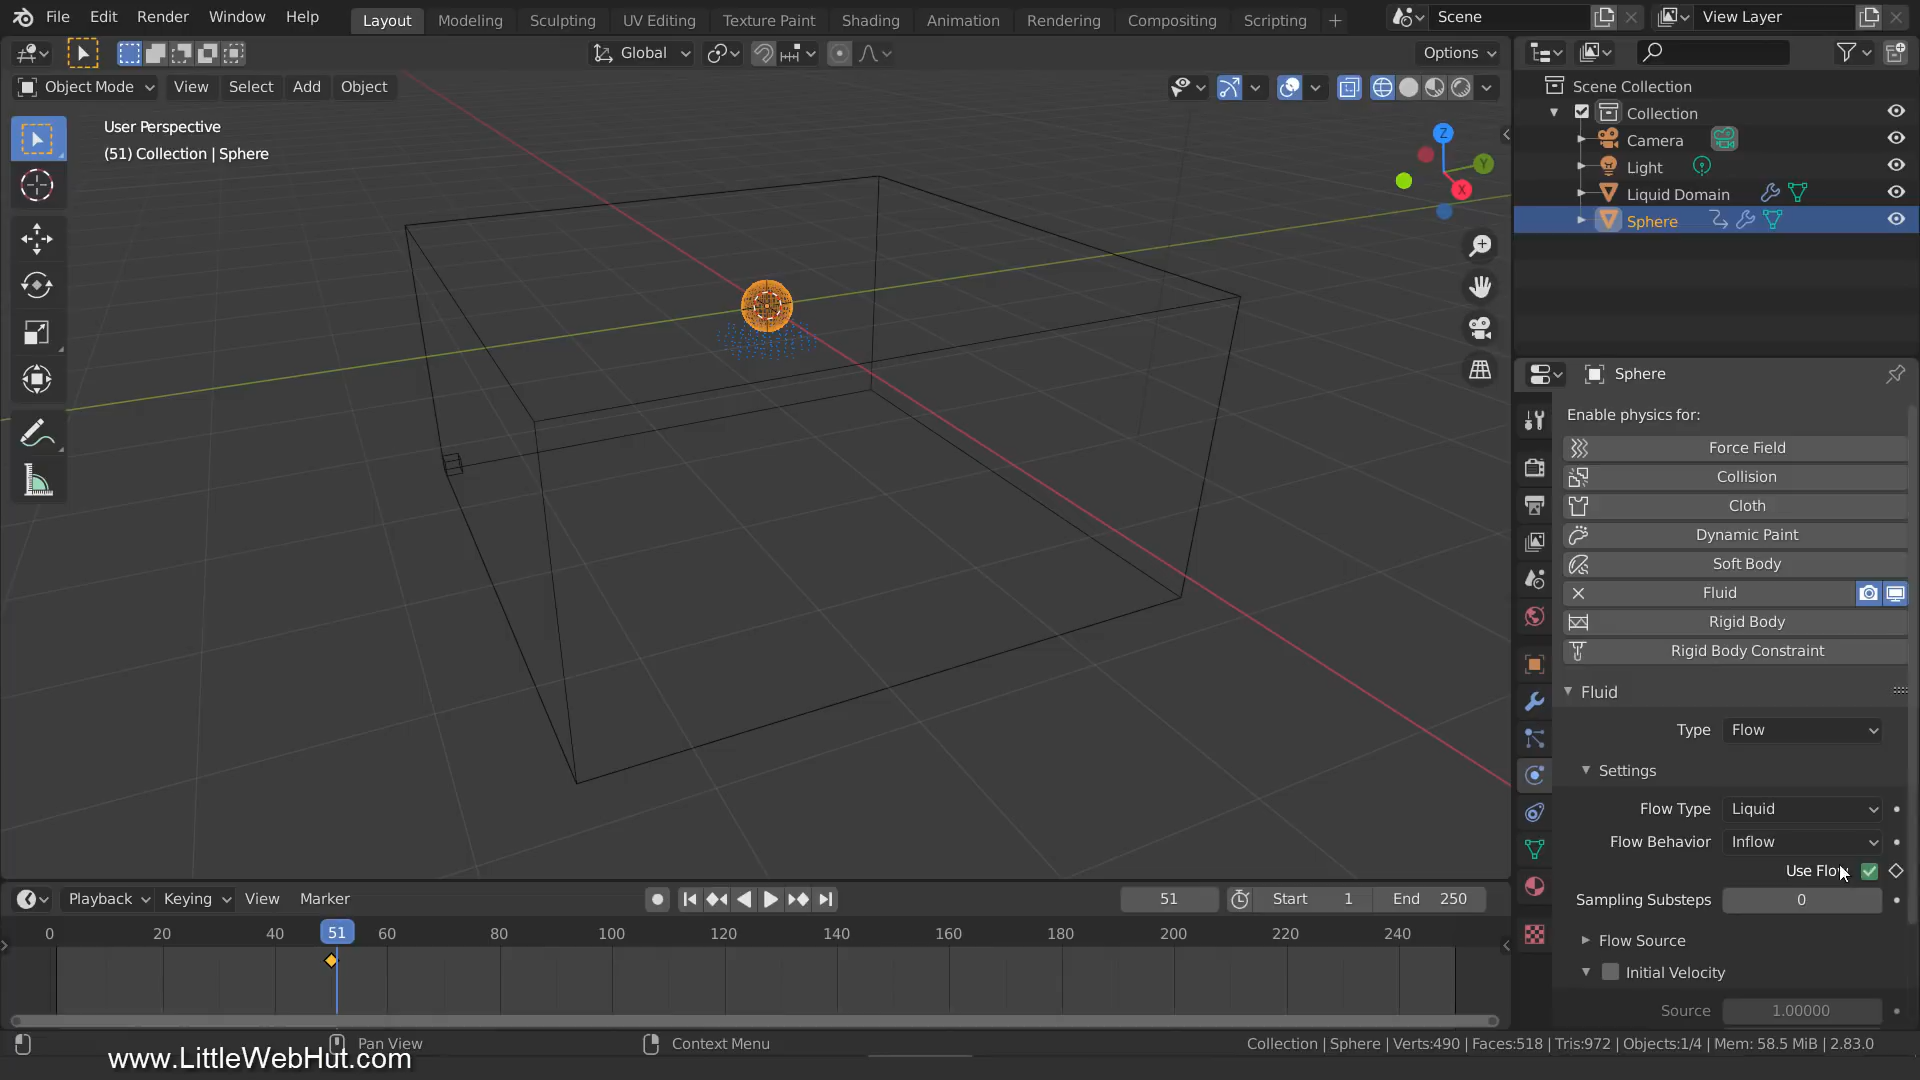 File Edit Render Window Help Layout Modeling Sculpting UV Editing Texture Paint Shading Animation Rendering Compositing Scripting + Scene View Layer
Global Options
Object Mode View Select Add Object
User Perspective
(51) Collection | Sphere
Z
Y
X
Scene Collection
Collection
Camera
Light
Liquid Domain
Sphere
Sphere
Enable physics for:
Force Field
Collision
Cloth
Dynamic Paint
Soft Body
Fluid
Rigid Body
Rigid Body Constraint
Fluid
Type Flow
Settings
Flow Type Liquid
Flow Behavior Inflow
Use Flow
Sampling Substeps 0
Flow Source
Initial Velocity
Source 1.00000
Playback Keying View Marker 51 Start 1 End 250
0 20 40 51 60 80 100 120 140 160 180 200 220 240
Pan View Context Menu Collection | Sphere | Verts:490 | Faces:518 | Tris:972 | Objects:1/4 | Mem: 58.5 MiB | 2.83.0
www.LittleWebHut.com